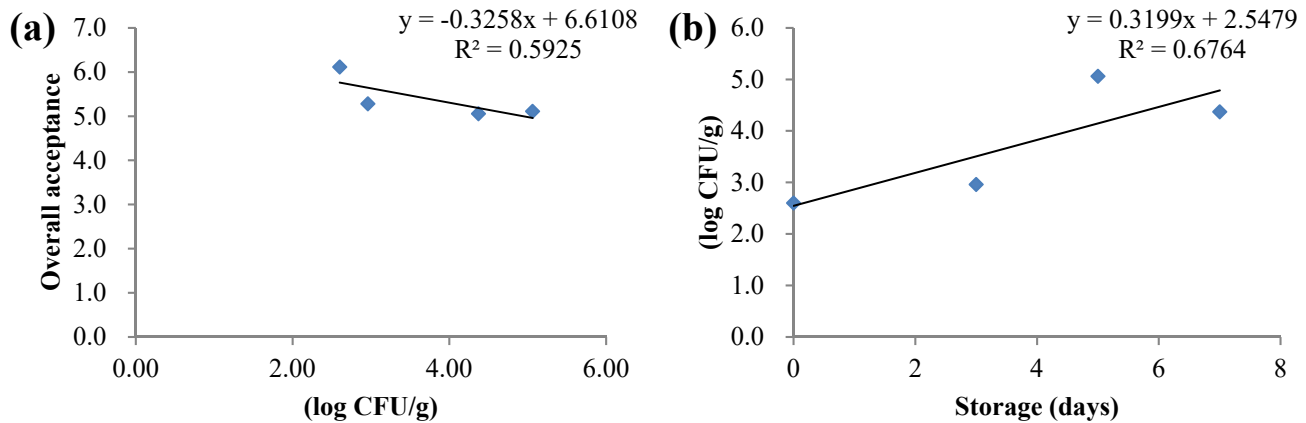 (a)
y = -0.3258x + 6.6108
R² = 0.5925
Overall acceptance
7.0
6.0
5.0
4.0
3.0
2.0
1.0
0.0
0.00 2.00 4.00 6.00
(log CFU/g)
(b)
y = 0.3199x + 2.5479
R² = 0.6764
(log CFU/g)
6.0
5.0
4.0
3.0
2.0
1.0
0.0
0 2 4 6 8
Storage (days)